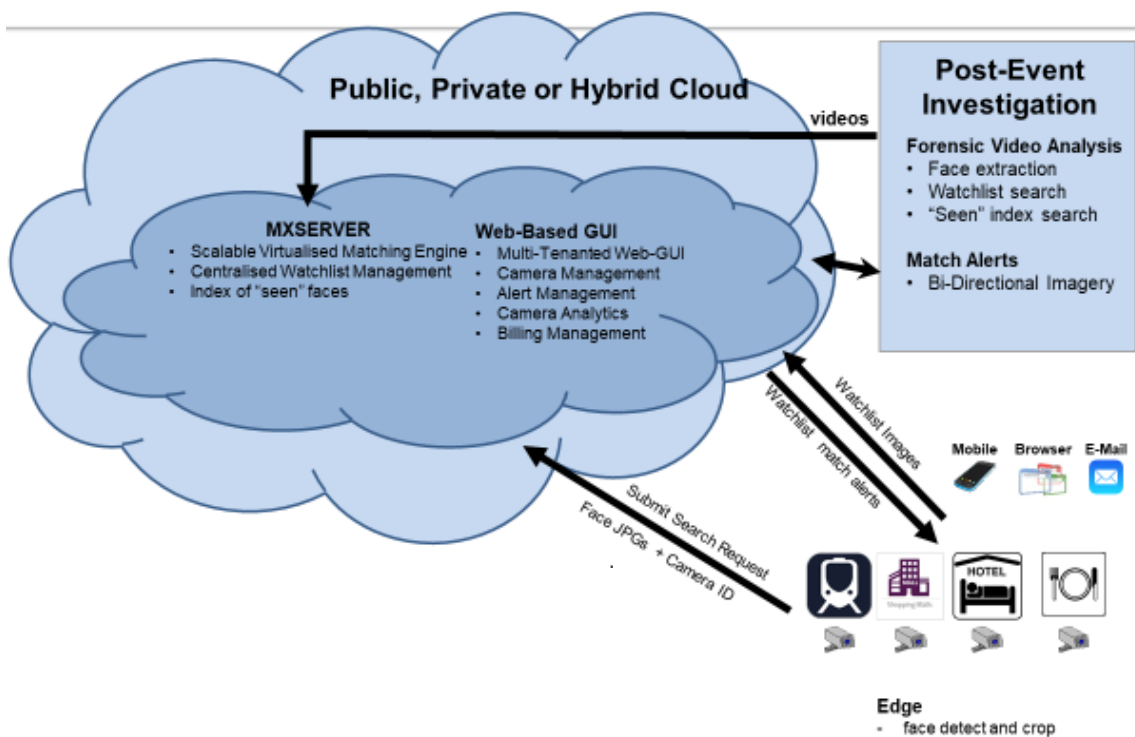 Public, Private or Hybrid Cloud
videos
MXSERVER
• Scalable Virtualised Matching Engine
• Centralised Watchlist Management
• Index of “seen” faces
Web-Based GUI
• Multi-Tenanted Web-GUI
• Camera Management
• Alert Management
• Camera Analytics
• Billing Management
Post-Event
Investigation
Forensic Video Analysis
• Face extraction
• Watchlist search
• “Seen” index search
Match Alerts
• Bi-Directional Imagery
Watchlist Images
Watchlist match alerts
Submit Search Request
Face JPGs + Camera ID
Mobile
Browser
E-Mail
Shopping Malls
HOTEL
Edge
- face detect and crop